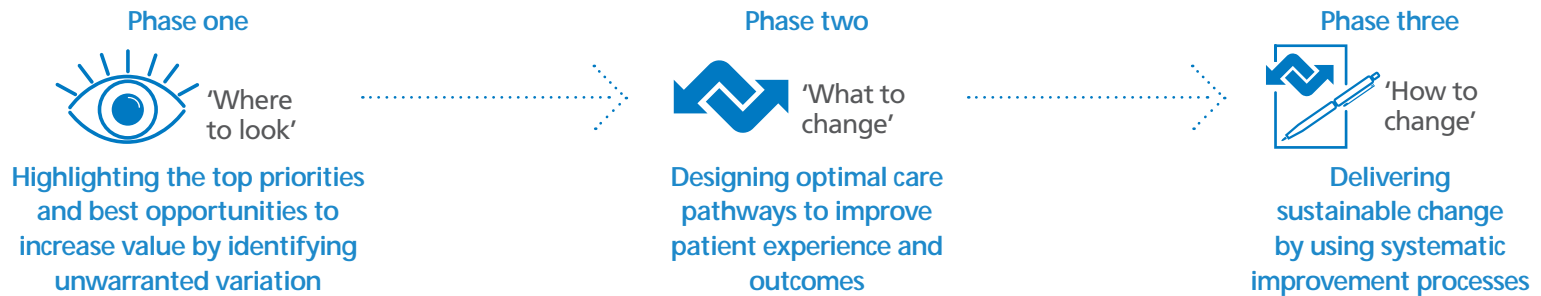 Phase one
‘Where
to look’
Highlighting the top priorities
and best opportunities to
increase value by identifying
unwarranted variation
Phase two
‘What to
change’
Designing optimal care
pathways to improve
patient experience and
outcomes
Phase three
‘How to
change’
Delivering
sustainable change
by using systematic
improvement processes